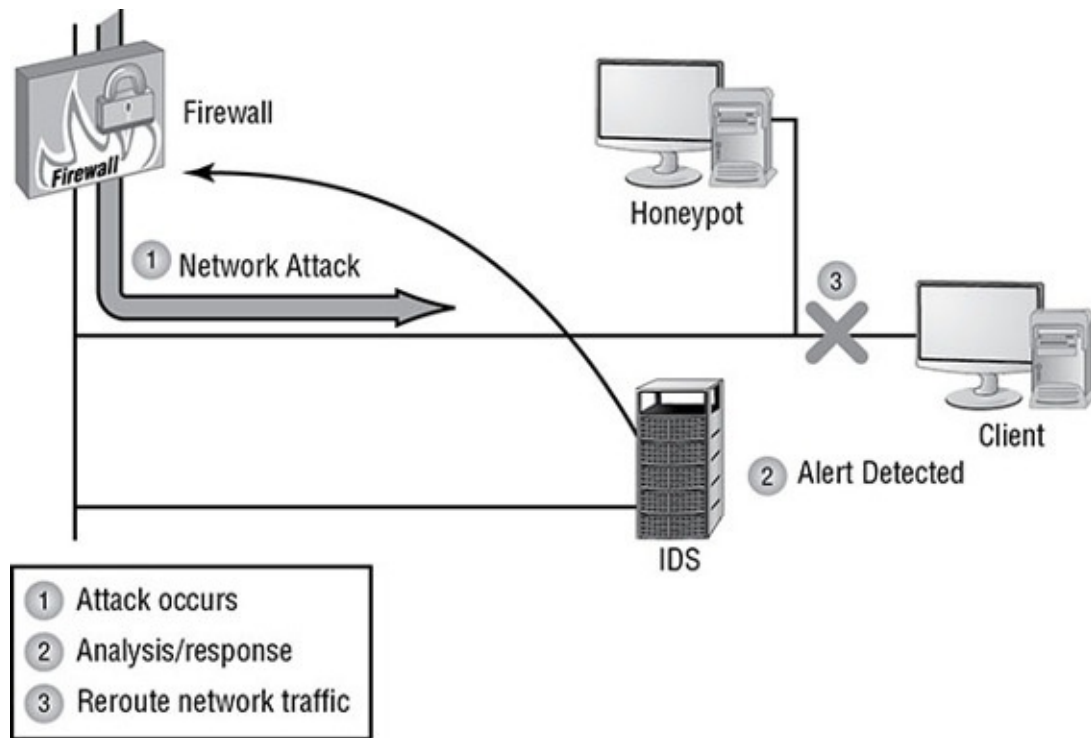 Firewall
Firewall
1 Network Attack
Honeypot
3
Client
2 Alert Detected
IDS
1 Attack occurs
2 Analysis/response
3 Reroute network traffic